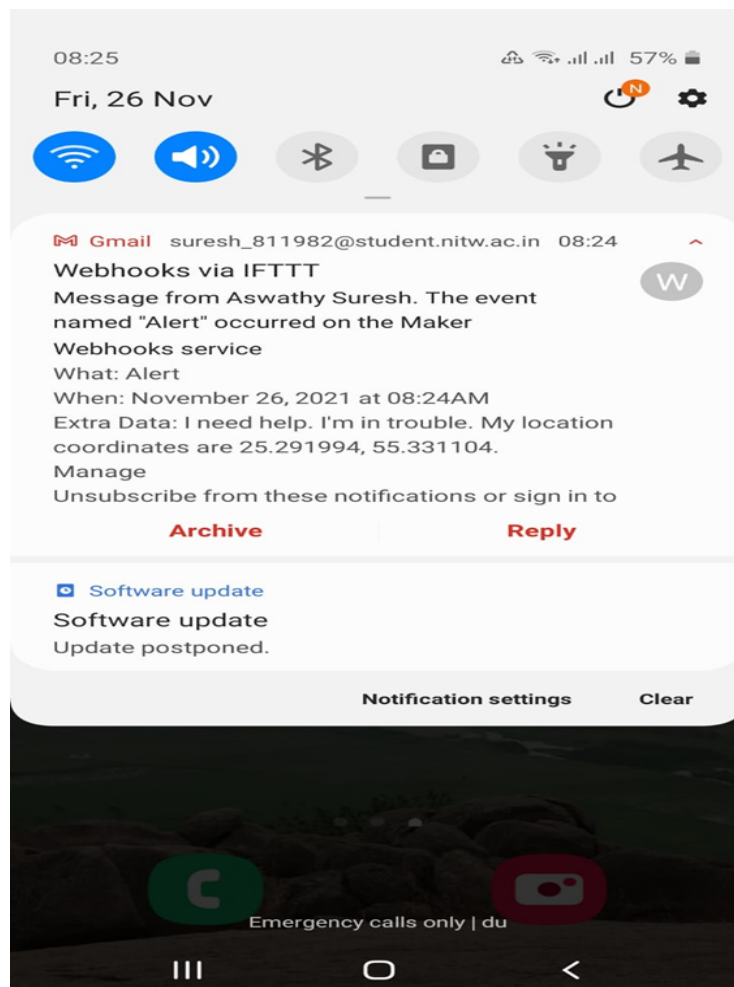 08:25 57%
Fri, 26 Nov N
Gmail suresh_811982@student.nitw.ac.in 08:24
Webhooks via IFTTT
W
Message from Aswathy Suresh. The event
named "Alert" occurred on the Maker
Webhooks service
What: Alert
When: November 26, 2021 at 08:24AM
Extra Data: I need help. I'm in trouble. My location
coordinates are 25.291994, 55.331104.
Manage
Unsubscribe from these notifications or sign in to
Archive Reply
Software update
Software update
Update postponed.
Notification settings Clear
Emergency calls only | du